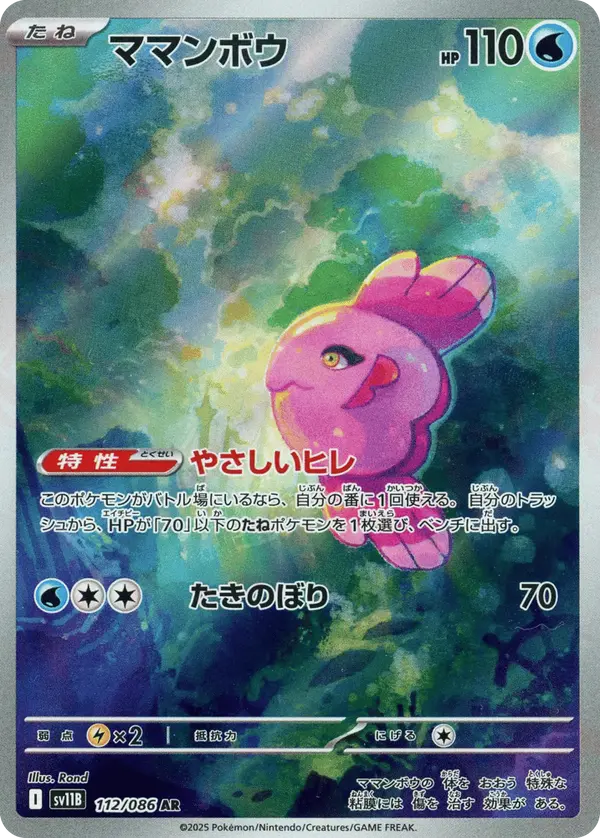 たね ママンボウ HP110
特性 とくせい やさしいヒレ
このポケモンがバトル場にいるなら、自分の番に1回使える。自分のトラッ
シュから、HPが「70」以下のたねポケモンを1枚選び、ベンチに出す。
たきのぼり 70
弱点 ×2 抵抗力 にげる
Illus. Rond
I sv11B 112/086 AR
ママンボウの 体を おおう 特殊な
粘膜には 傷を 治す 効果が ある。
©2025 Pokémon/Nintendo/Creatures/GAME FREAK.